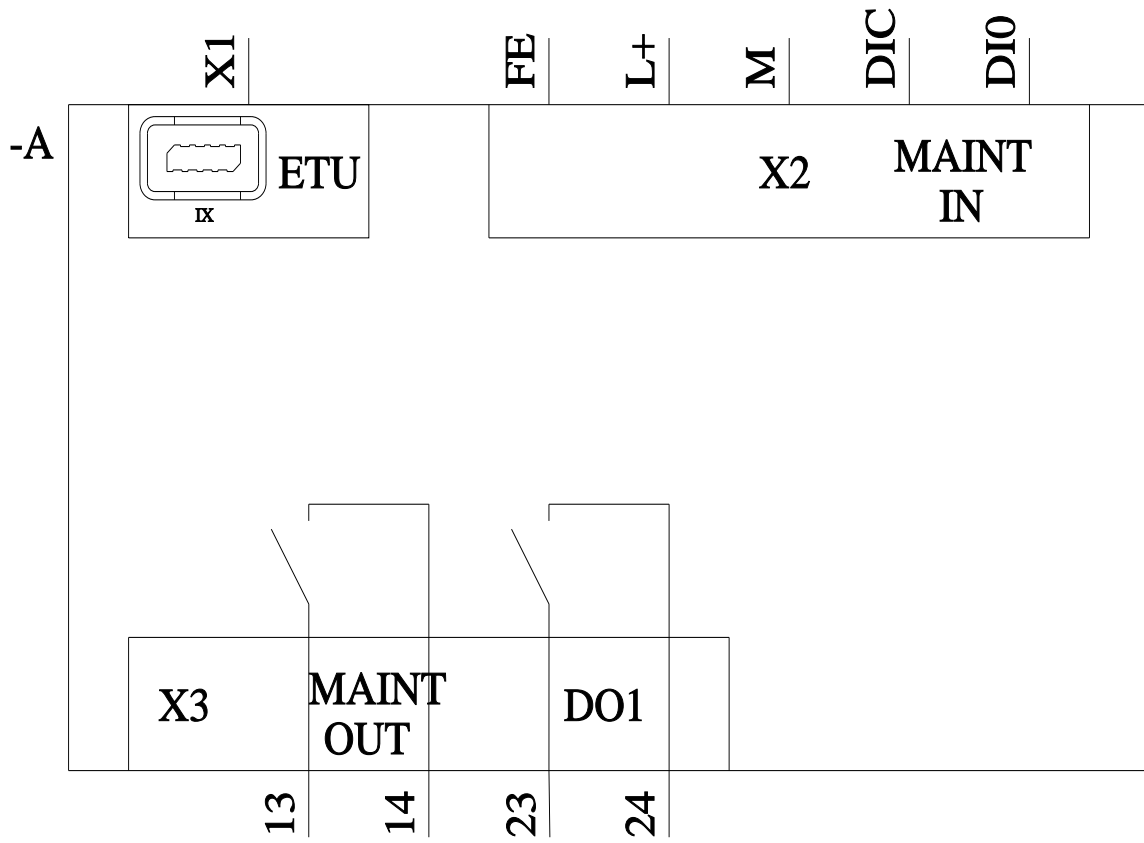 X1
FE
L+
M
DIC
DI0
-A
ETU
IX
X2
MAINT
IN
X3
MAINT
OUT
DO1
13
14
23
24